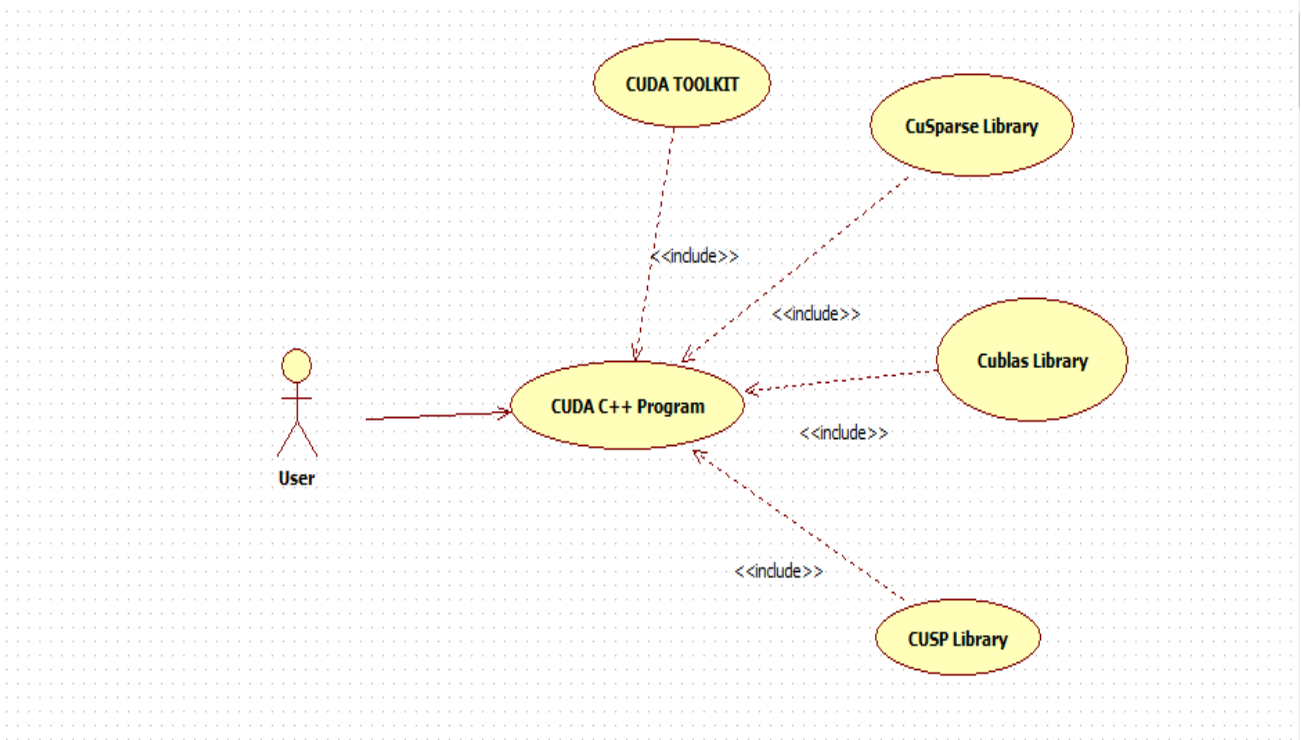 CUDA TOOLKIT
CuSparse Library
<<include>>
<<include>>
Cublas Library
CUDA C++ Program
<<include>>
User
<<include>>
CUSP Library